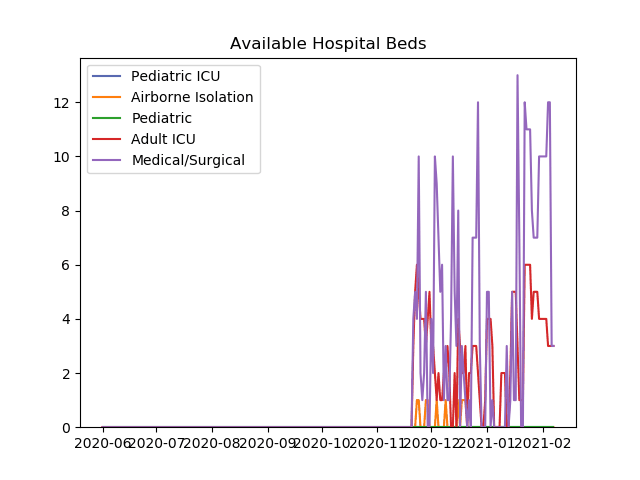 Available Hospital Beds
Pediatric ICU
Airborne Isolation
Pediatric
Adult ICU
Medical/Surgical
12
10
8
6
4
2
0
2020-06 2020-07 2020-08 2020-09 2020-10 2020-11 2020-12 2021-01 2021-02